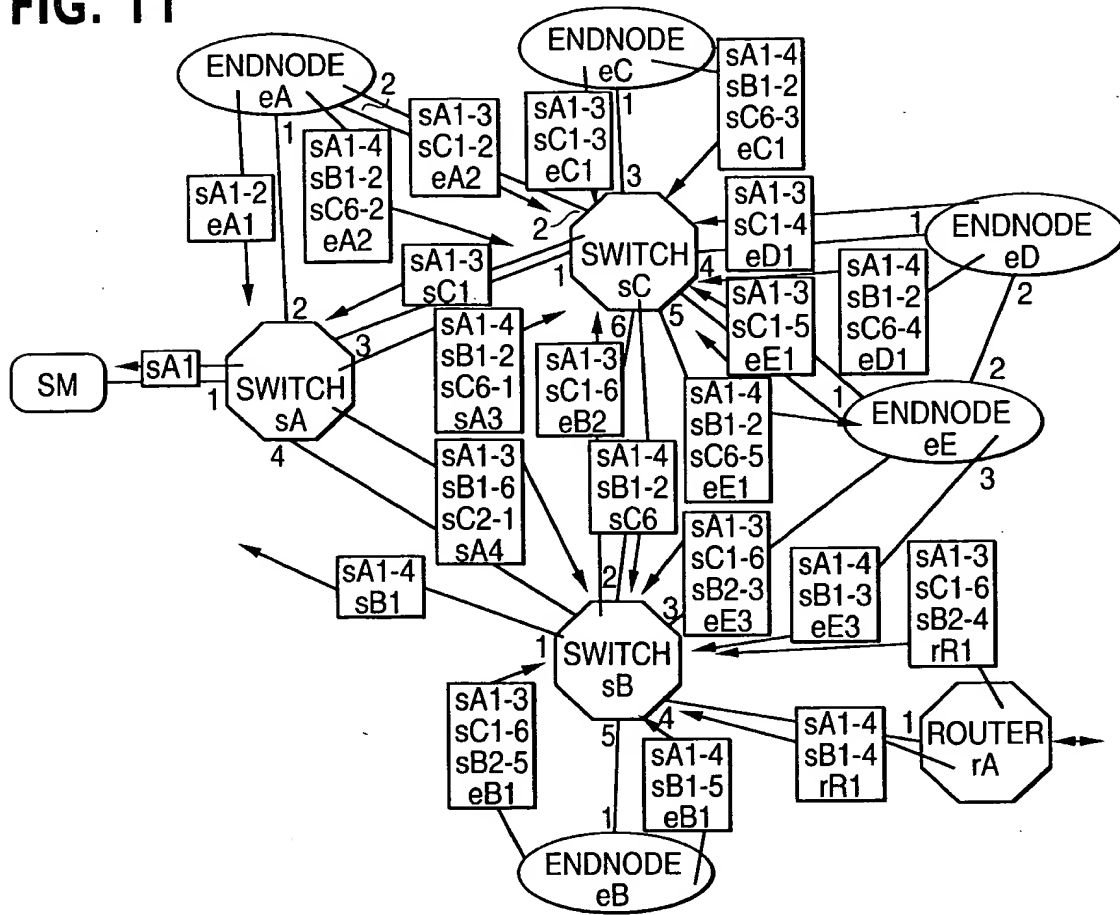 FIG. 11
ENDNODE
eA
2
1
ENDNODE
eC
1
sA1-4
sB1-2
sC6-3
eC1
sA1-3
sC1-3
eC1
sA1-3
sC1-2
eA2
sA1-4
sB1-2
sC6-2
eA2
sA1-2
eA1
3
2
SWITCH
sC
1
4
5
6
sA1-3
sC1-4
eD1
1
ENDNODE
eD
2
sA1-4
sB1-2
sC6-4
eD1
sA1-3
sC1
sA1-3
sC1-5
eE1
2
3
SWITCH
sA
1
4
SM
sA1
sA1-4
sB1-2
sC6-1
sA3
sA1-3
sC1-6
eB2
sA1-4
sB1-2
sC6-5
eE1
1
2
ENDNODE
eE
3
sA1-3
sB1-6
sC2-1
sA4
sA1-4
sB1-2
sC6
sA1-3
sC1-6
sB2-3
eE3
sA1-4
sB1-3
eE3
sA1-3
sC1-6
sB2-4
rR1
sA1-4
sB1
2
3
1
SWITCH
sB
4
5
sA1-3
sC1-6
sB2-5
eB1
sA1-4
sB1-5
eB1
sA1-4
sB1-4
rR1
1
ROUTER
rA
1
ENDNODE
eB